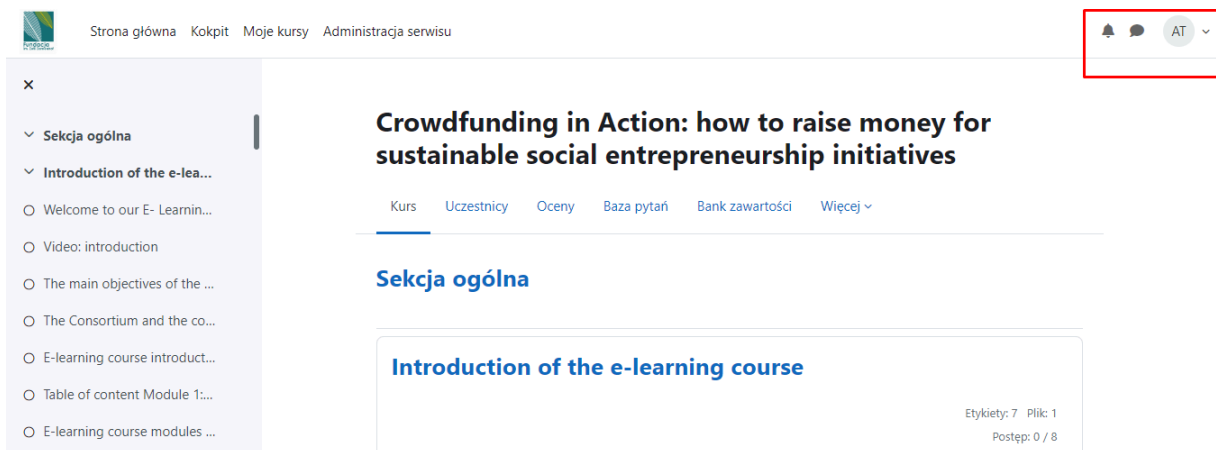 Fundacja
Strona główna Kokpit Moje kursy Administracja serwisu
AT
Sekcja ogólna
Introduction of the e-lea...
Welcome to our E- Learnin...
Video: introduction
The main objectives of the ...
The Consortium and the co...
E-learning course introduct...
Table of content Module 1:...
E-learning course modules ...
Crowdfunding in Action: how to raise money for
sustainable social entrepreneurship initiatives
Kurs Uczestnicy Oceny Baza pytań Bank zawartości Więcej
Sekcja ogólna
Introduction of the e-learning course
Etykiety: 7 Plik: 1
Postęp: 0 / 8